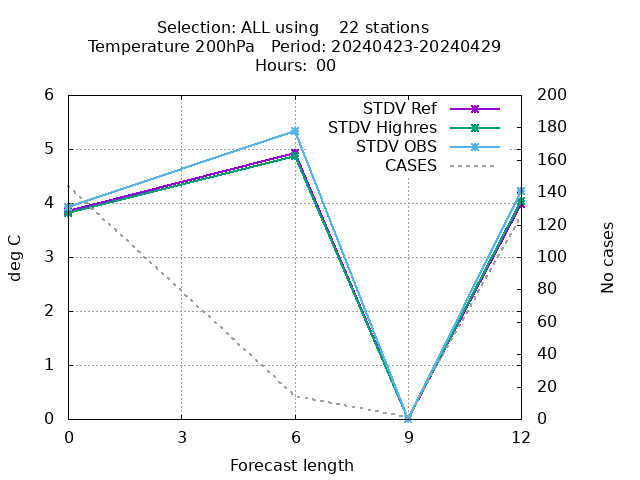 Selection: ALL using    22 stations
Temperature 200hPa   Period: 20240423-20240429
Hours: 00
STDV Ref
STDV Highres
STDV OBS
CASES
deg C
6
5
4
3
2
1
0
200
180
160
140
120
100
80
60
40
20
0
No cases
0 3 6 9 12
Forecast length